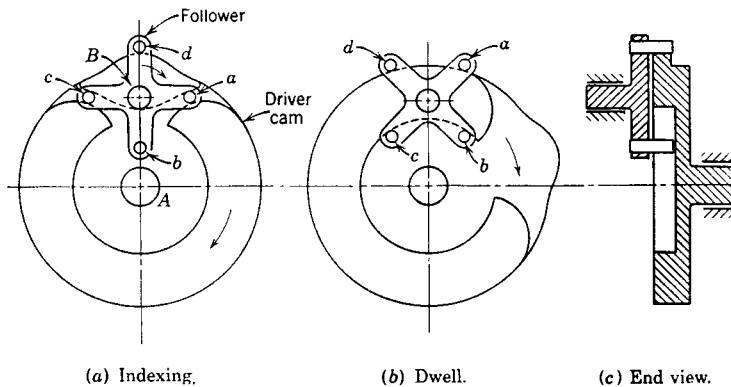 Follower
B
d
c
a
Driver
cam
b
A
d
a
c
b
(a) Indexing.
(b) Dwell.
(c) End view.